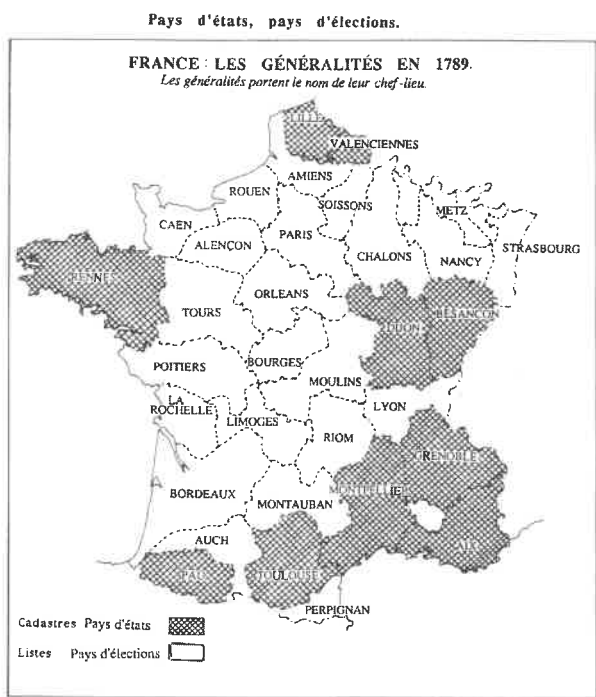 Pays d'états, pays d'élections.
FRANCE : LES GÉNÉRALITÉS EN 1789.
Les généralités portent le nom de leur chef-lieu.
LILLE
VALENCIENNES
AMIENS
ROUEN
SOISSONS
METZ
CAEN
PARIS
STRASBOURG
ALENÇON
CHALONS
NANCY
RENNES
ORLEANS
BESANCON
TOURS
DIJON
BOURGES
POITIERS
MOULINS
LA
ROCHELLE
LYON
LIMOGES
RIOM
GRENOBLE
MONTPELLIER
BORDEAUX
MONTAUBAN
AUCH
AIX
PAU
TOULOUSE
PERPIGNAN
Cadastres Pays d'états
Listes Pays d'élections